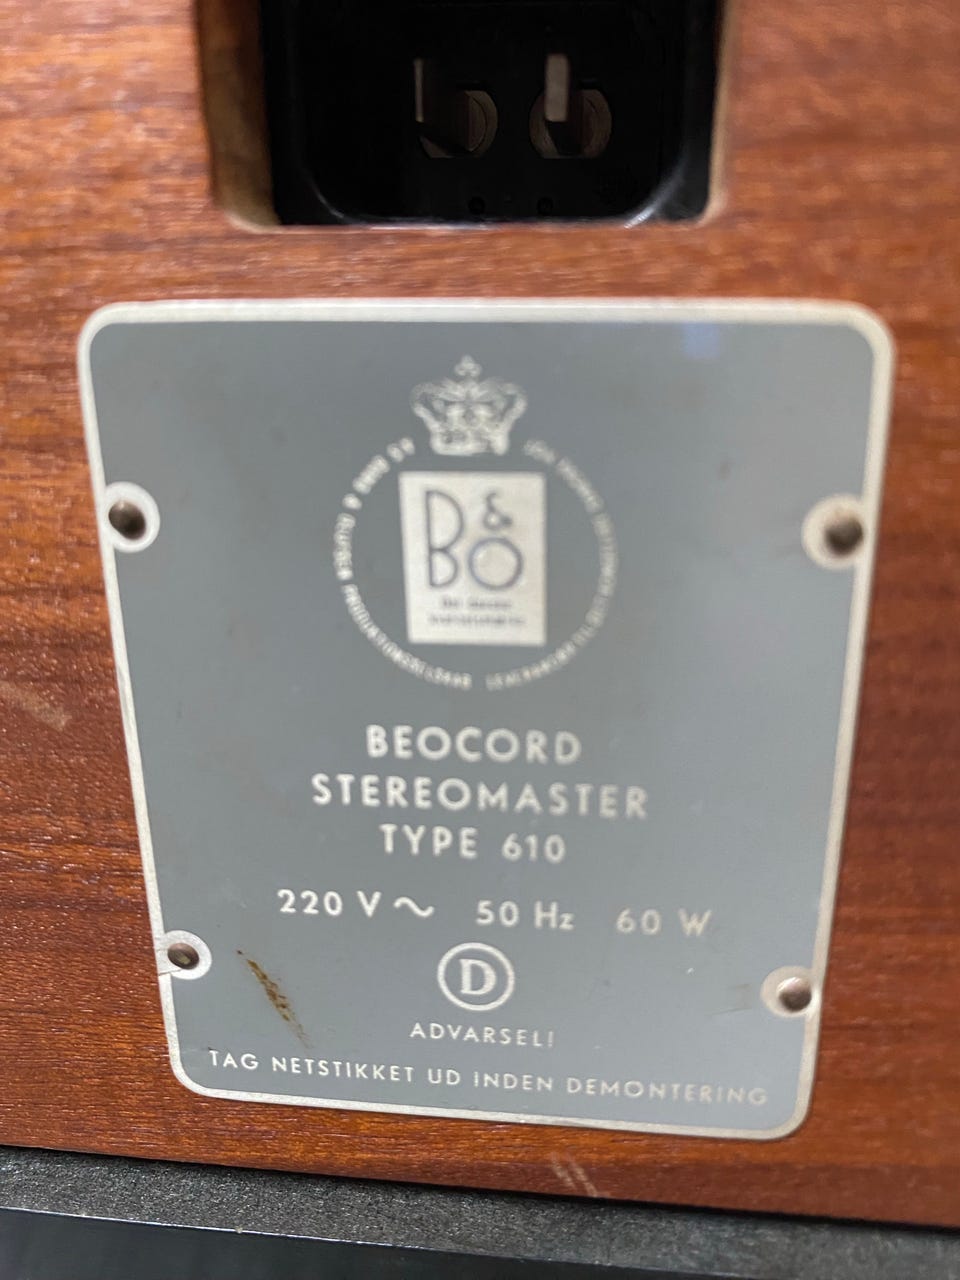 B&O
BEOCORD
STEREOMASTER
TYPE 610
220 V ~ 50 Hz 60 W
D
ADVARSEL!
TAG NETSTIKKET UD INDEN DEMONTERING